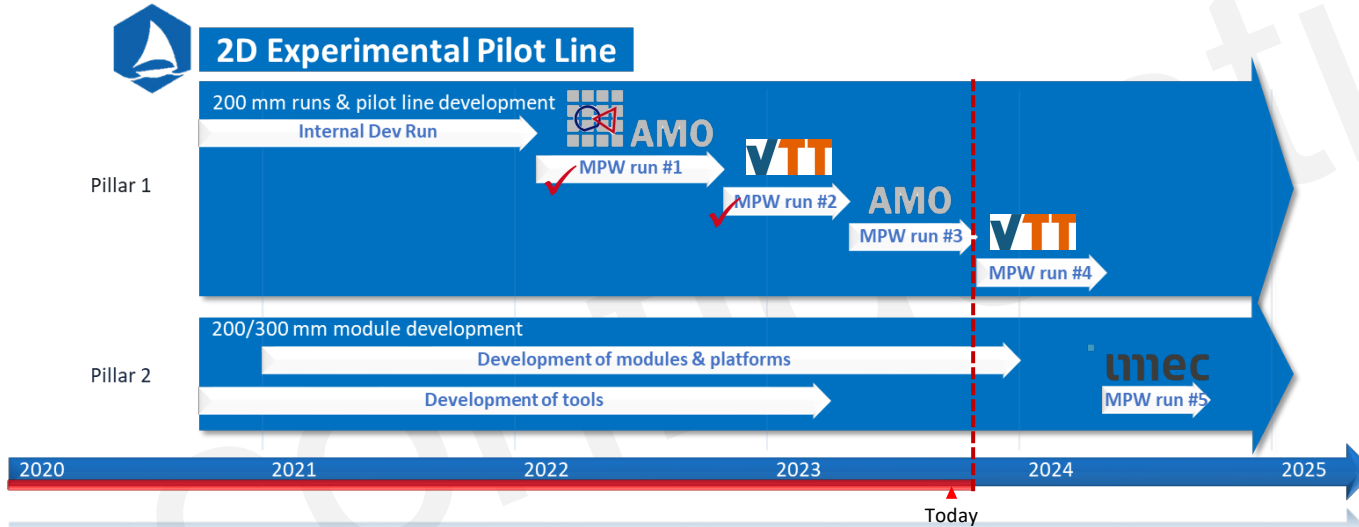 2D Experimental Pilot Line
200 mm runs & pilot line development
Internal Dev Run
AMO
MPW run #1
VTT
MPW run #2
AMO
MPW run #3
VTT
MPW run #4
Pillar 1
200/300 mm module development
Development of modules & platforms
Pillar 2
imec
Development of tools
MPW run #5
2020 2021 2022 2023 2024 2025
Today